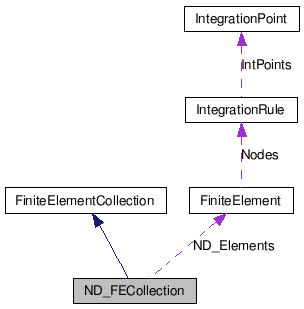 IntegrationPoint
IntPoints
IntegrationRule
Nodes
FiniteElementCollection
FiniteElement
ND_Elements
ND_FECollection